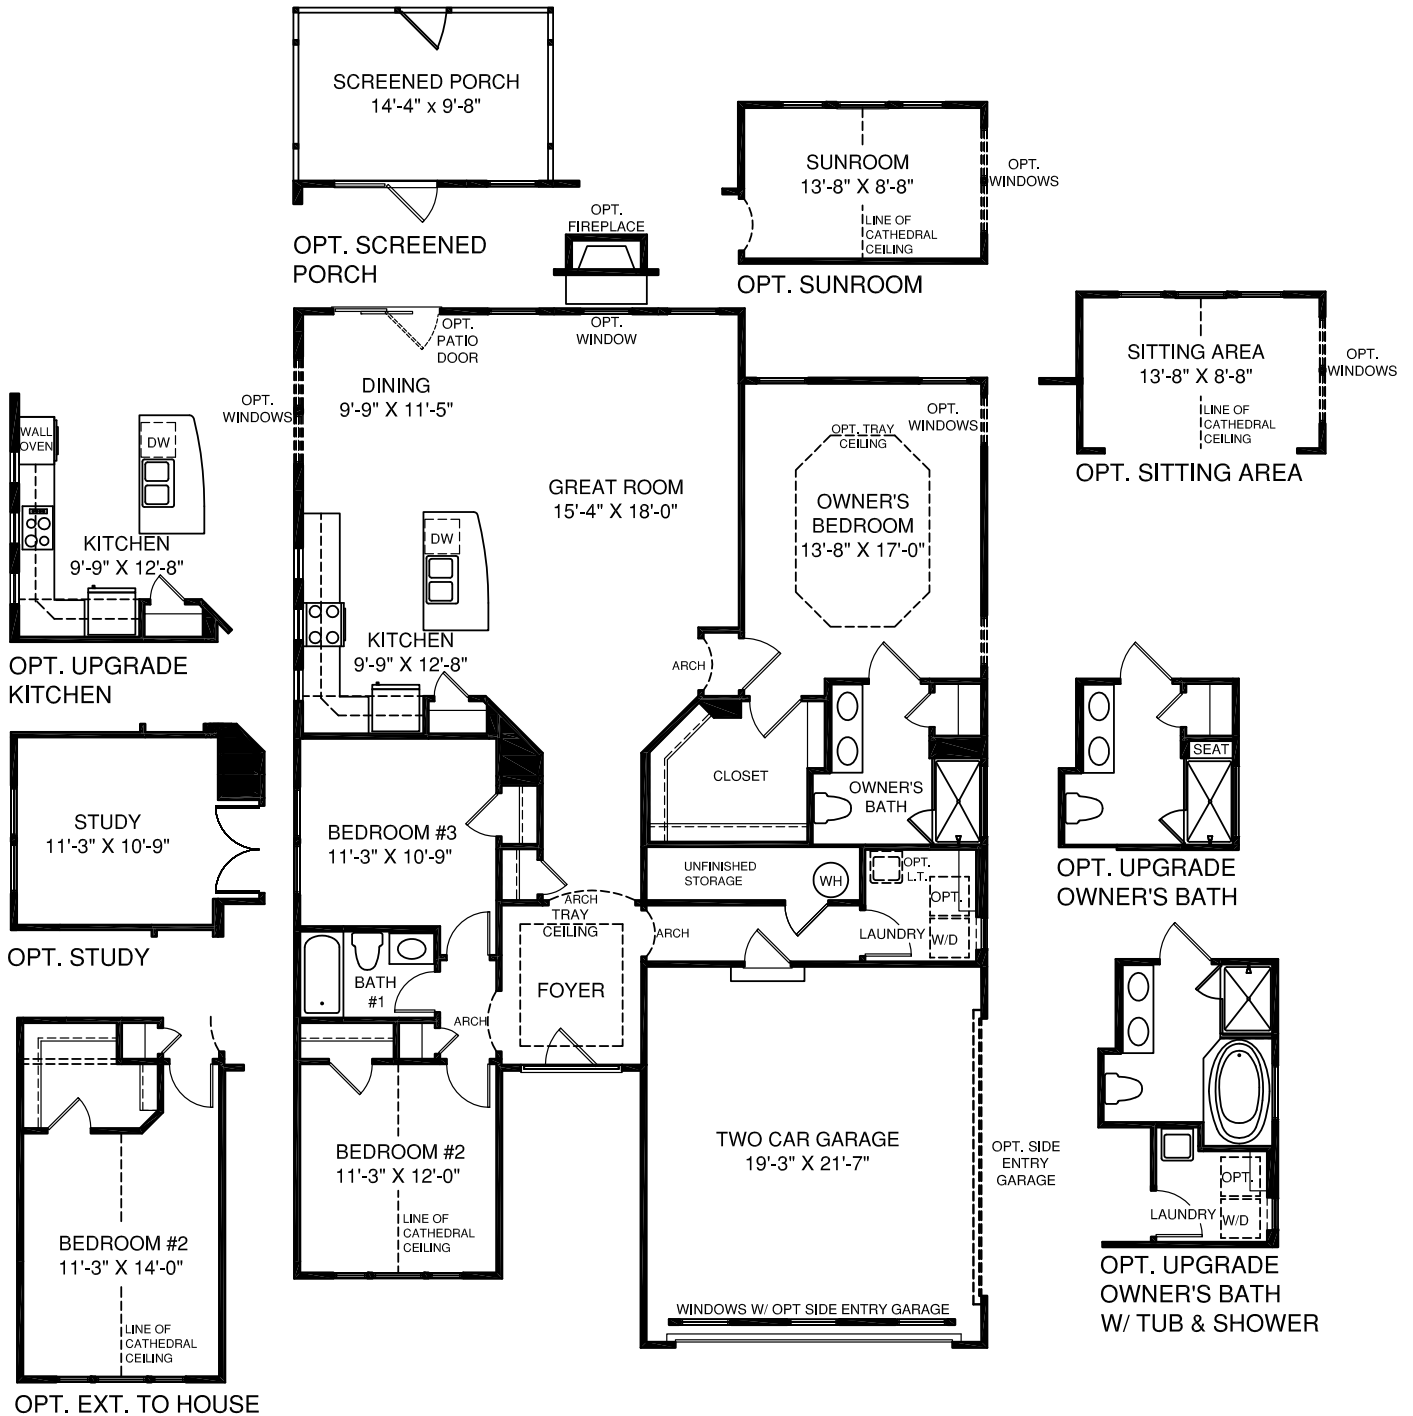 SCREENED PORCH
14'-4" x 9'-8"
OPT. SCREENED
PORCH
OPT.
FIREPLACE
SUNROOM
13'-8" X 8'-8"
LINE OF
CATHEDRAL
CEILING
OPT.
WINDOWS
OPT. SUNROOM
SITTING AREA
13'-8" X 8'-8"
LINE OF
CATHEDRAL
CEILING
OPT.
WINDOWS
OPT. SITTING AREA
WALL
OVEN
DW
KITCHEN
9'-9" X 12'-8"
OPT. UPGRADE
KITCHEN
OPT.
WINDOWS
OPT.
PATIO
DOOR
OPT.
WINDOW
DINING
9'-9" X 11'-5"
GREAT ROOM
15'-4" X 18'-0"
DW
KITCHEN
9'-9" X 12'-8"
OPT.
WINDOWS
OPT. TRAY
CEILING
OWNER'S
BEDROOM
13'-8" X 17'-0"
ARCH
CLOSET
OWNER'S
BATH
SEAT
OPT. UPGRADE
OWNER'S BATH
STUDY
11'-3" X 10'-9"
OPT. STUDY
BEDROOM #3
11'-3" X 10'-9"
UNFINISHED
STORAGE
WH
OPT.
L.T.
OPT.
W/D
LAUNDRY
ARCH
TRAY
CEILING
ARCH
FOYER
BATH
#1
ARCH
BEDROOM #2
11'-3" X 12'-0"
LINE OF
CATHEDRAL
CEILING
TWO CAR GARAGE
19'-3" X 21'-7"
OPT. SIDE
ENTRY
GARAGE
WINDOWS W/ OPT SIDE ENTRY GARAGE
BEDROOM #2
11'-3" X 14'-0"
LINE OF
CATHEDRAL
CEILING
OPT. EXT. TO HOUSE
OPT.
W/D
LAUNDRY
OPT. UPGRADE
OWNER'S BATH
W/ TUB & SHOWER